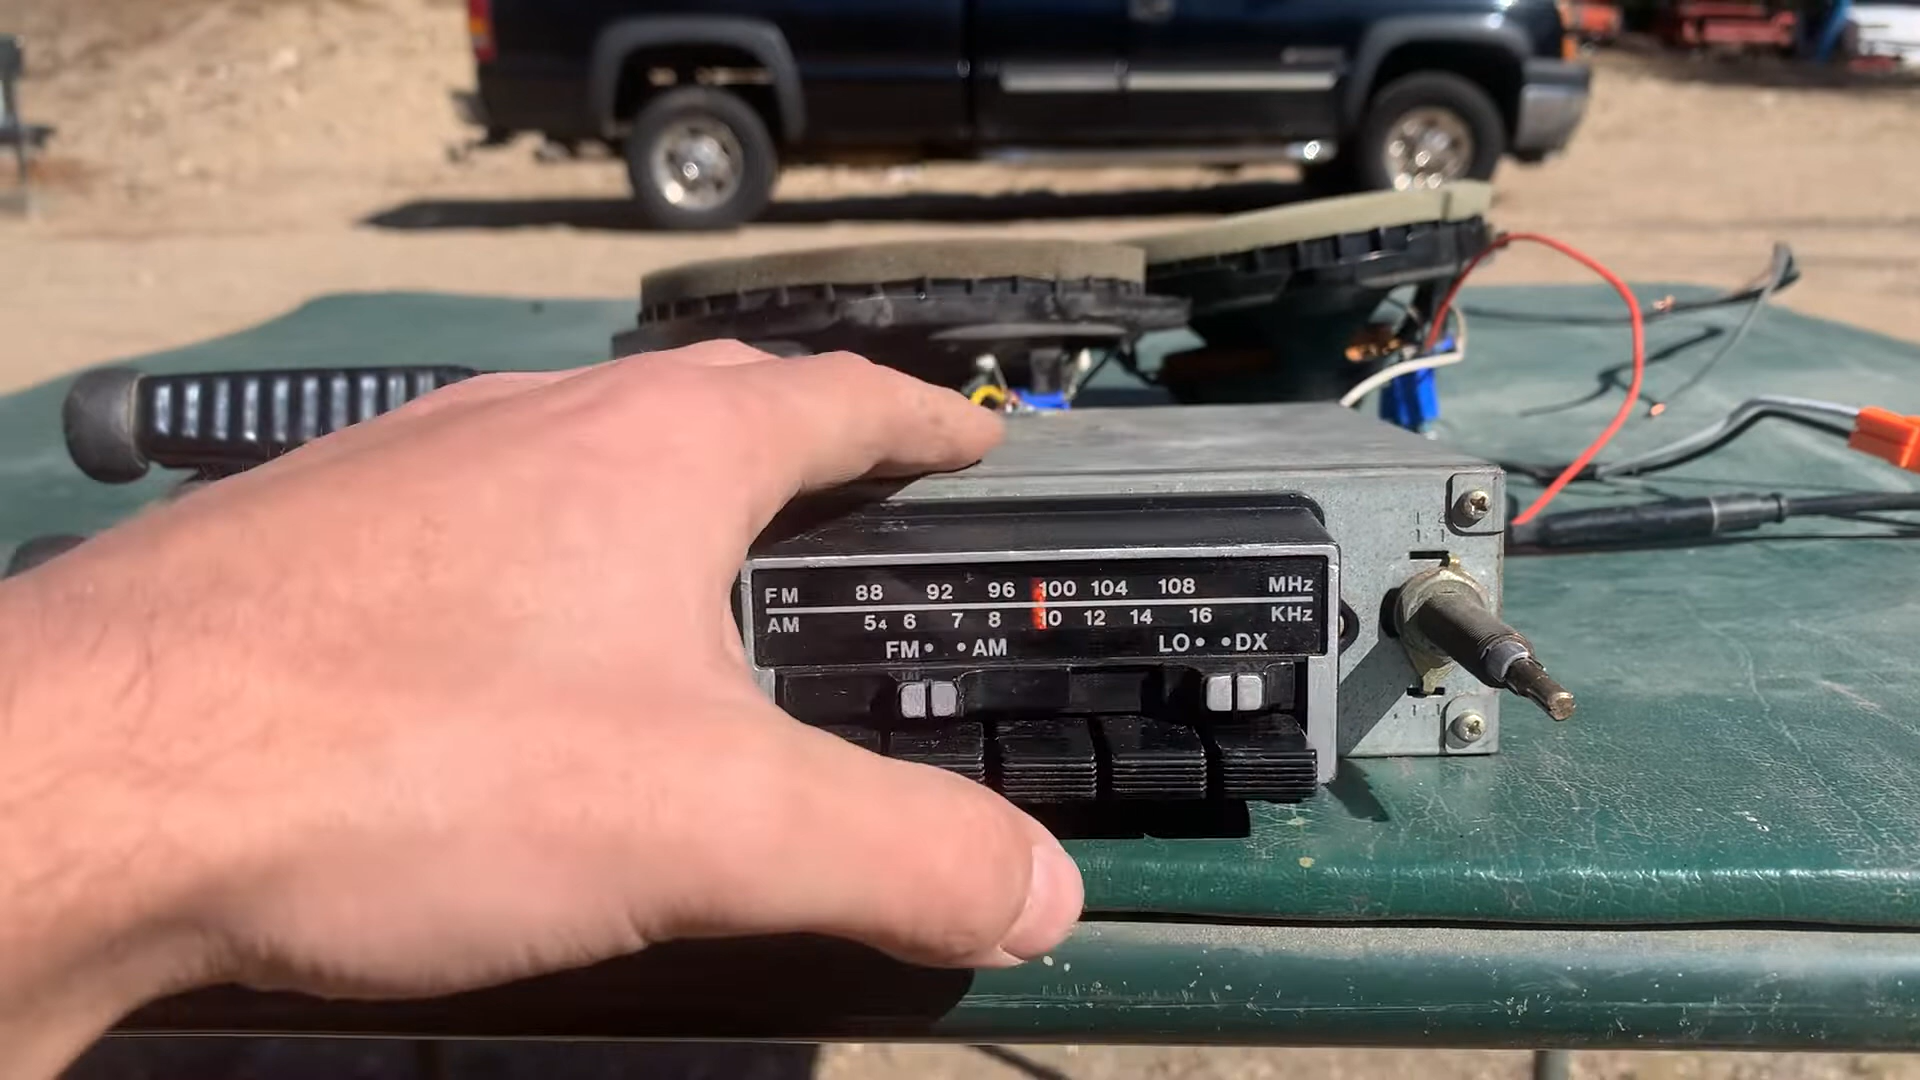 FM 88 92 96 100 104 108 MHz
AM 54 6 7 8 10 12 14 16 KHz
FM • • AM LO • • DX